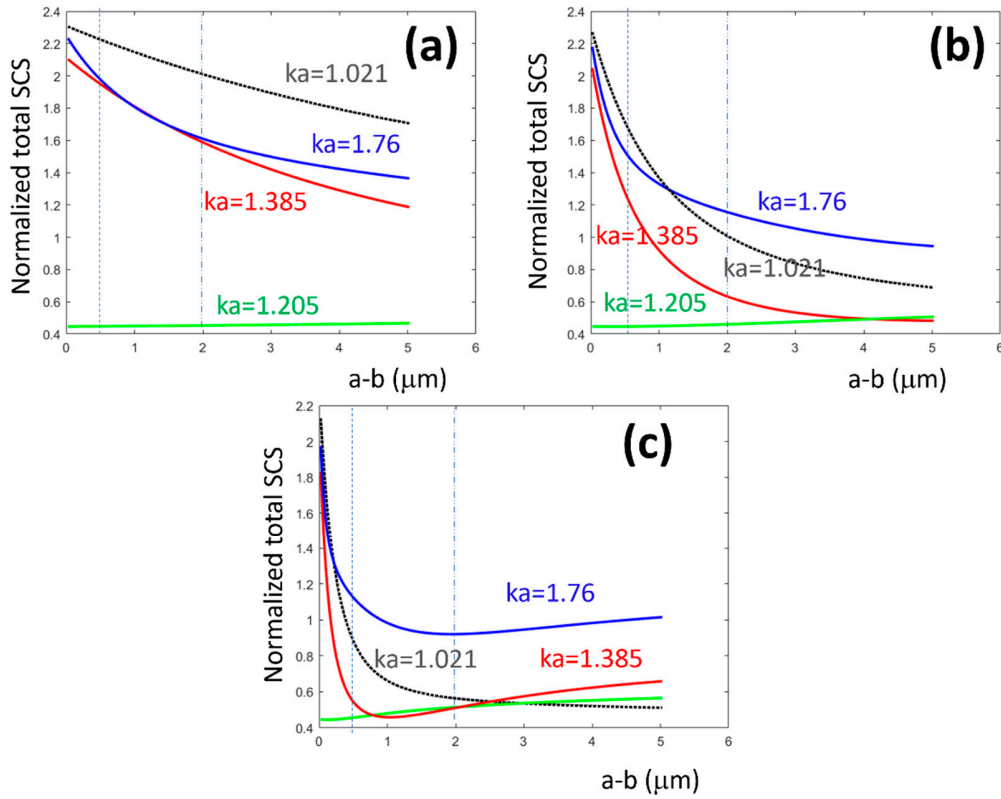 (a)
Normalized total SCS
2.4
2.2
2
1.8
1.6
1.4
1.2
1
0.8
0.6
0.4
ka=1.021
ka=1.76
ka=1.385
ka=1.205
0 1 2 3 4 5 6
a-b (μm)
(b)
Normalized total SCS
2.4
2.2
2
1.8
1.6
1.4
1.2
1
0.8
0.6
0.4
ka=1.76
ka=1.385
ka=1.021
ka=1.205
0 1 2 3 4 5 6
a-b (μm)
(c)
Normalized total SCS
2.2
2
1.8
1.6
1.4
1.2
1
0.8
0.6
0.4
ka=1.76
ka=1.021
ka=1.385
0 1 2 3 4 5 6
a-b (μm)